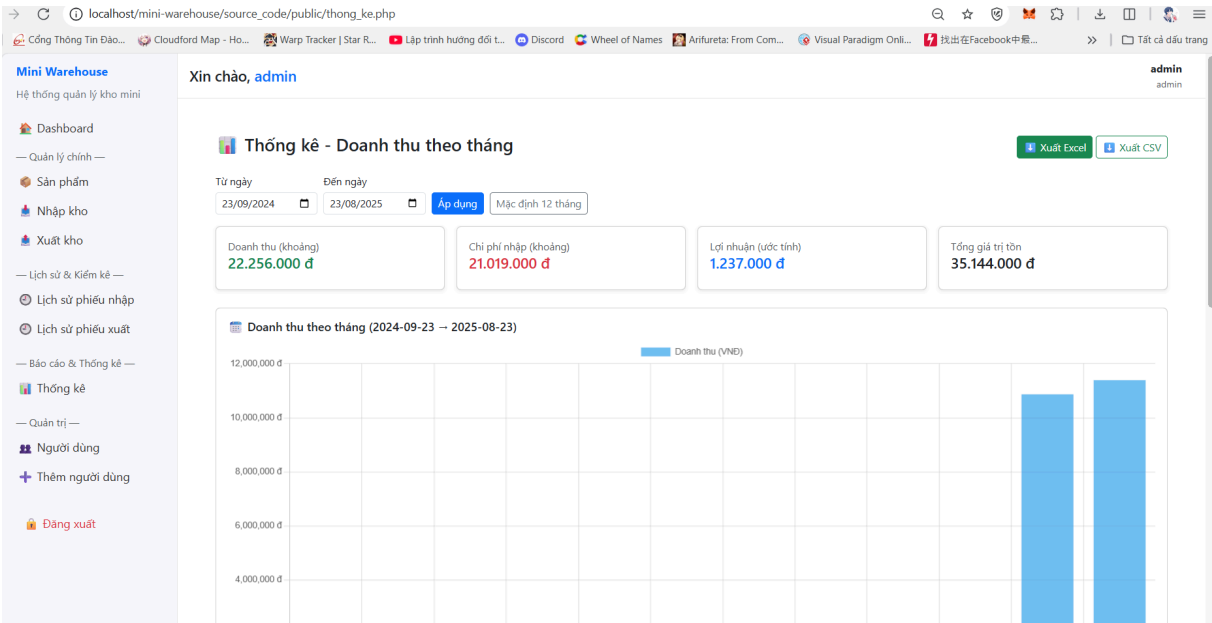 localhost/mini-warehouse/source_code/public/thong_ke.php
Cổng Thông Tin Đào... Cloudford Map - Ho... Warp Tracker | Star R... Lập trình hướng đối t... Discord Wheel of Names Arifureta: From Com... Visual Paradigm Onli... 找出在Facebook中最... » Tất cả dấu trang
Mini Warehouse
Hệ thống quản lý kho mini
Dashboard
— Quản lý chính —
Sản phẩm
Nhập kho
Xuất kho
— Lịch sử & Kiểm kê —
Lịch sử phiếu nhập
Lịch sử phiếu xuất
— Báo cáo & Thống kê —
Thống kê
— Quản trị —
Người dùng
Thêm người dùng
Đăng xuất
Xin chào, admin
admin
admin
Thống kê - Doanh thu theo tháng
Xuất Excel Xuất CSV
Từ ngày Đến ngày
23/09/2024 23/08/2025 Áp dụng Mặc định 12 tháng
Doanh thu (khoảng)
22.256.000 đ
Chi phí nhập (khoảng)
21.019.000 đ
Lợi nhuận (ước tính)
1.237.000 đ
Tổng giá trị tồn
35.144.000 đ
Doanh thu theo tháng (2024-09-23 → 2025-08-23)
Doanh thu (VNĐ)
12,000,000 đ
10,000,000 đ
8,000,000 đ
6,000,000 đ
4,000,000 đ